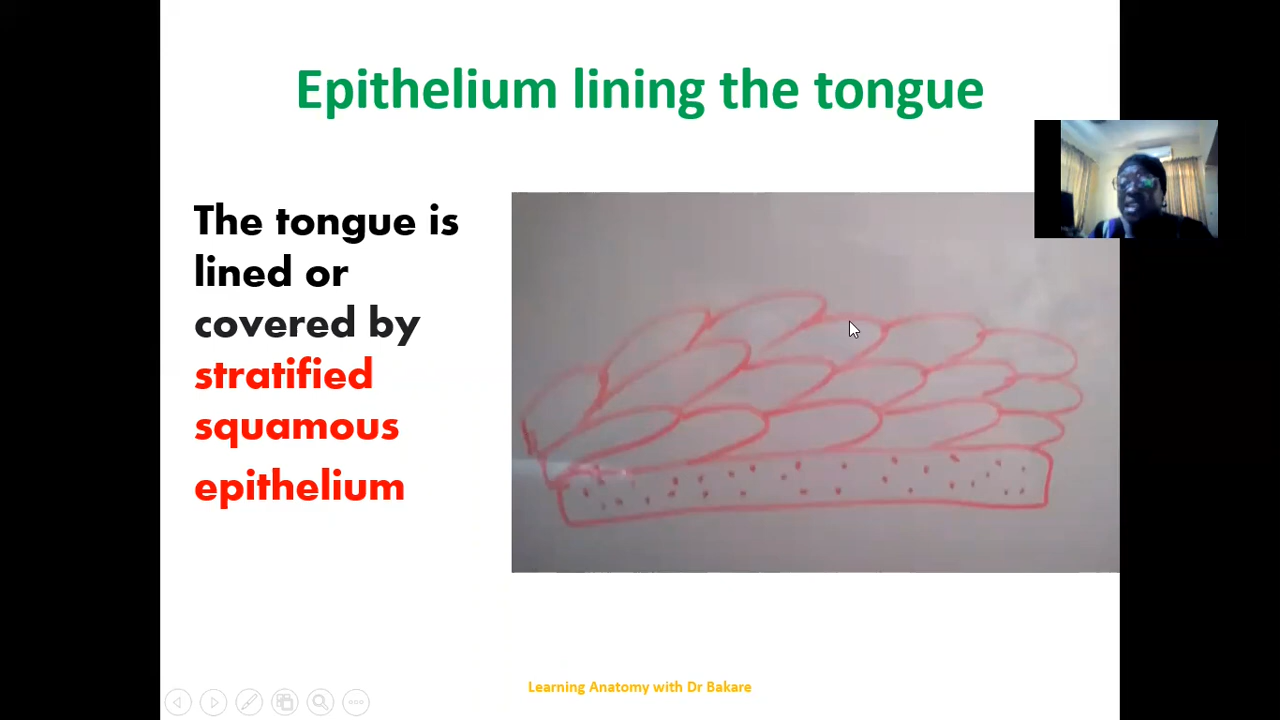 Epithelium lining the tongue
The tongue is
lined or
covered by
stratified
squamous
epithelium
Learning Anatomy with Dr Bakare